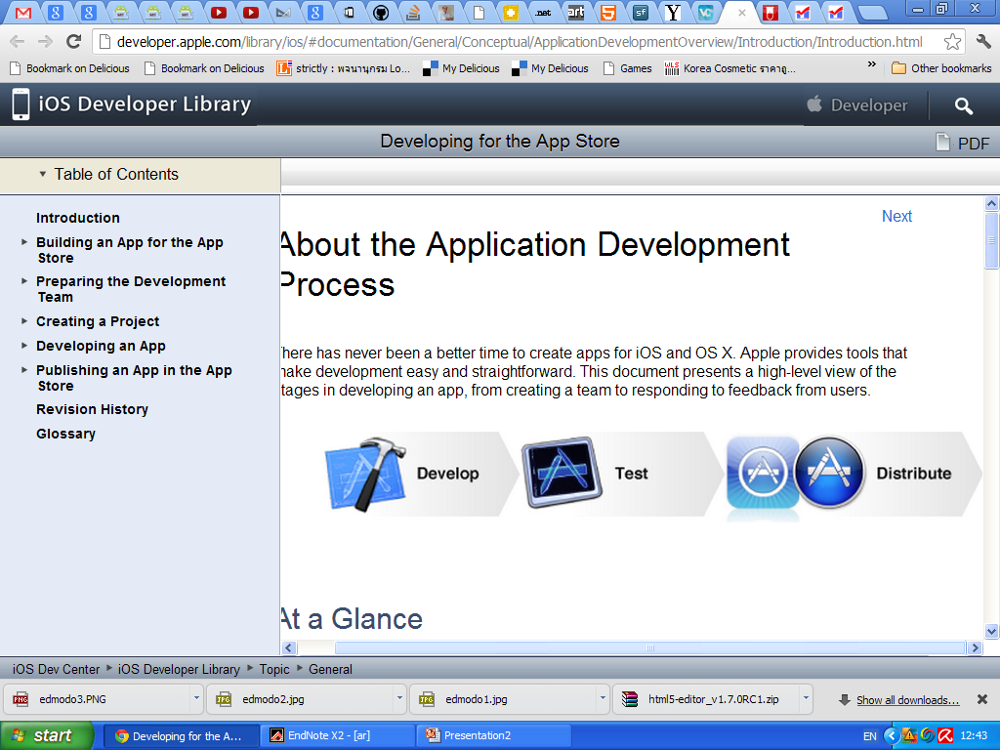 developer.apple.com/library/ios/#documentation/General/Conceptual/ApplicationDevelopmentOverview/Introduction/Introduction.html
Bookmark on Delicious
Bookmark on Delicious
strictly : พจนานุกรม Lo...
My Delicious
My Delicious
Games
Korea Cosmetic ราคาถู...
»
Other bookmarks
iOS Developer Library
Developer
Developing for the App Store
PDF
Table of Contents
Introduction
Building an App for the App
Store
Preparing the Development
Team
Creating a Project
Developing an App
Publishing an App in the App
Store
Revision History
Glossary
Next
About the Application Development
Process
There has never been a better time to create apps for iOS and OS X. Apple provides tools that
make development easy and straightforward. This document presents a high-level view of the
stages in developing an app, from creating a team to responding to feedback from users.
Develop
Test
Distribute
At a Glance
iOS Dev Center
iOS Developer Library
Topic
General
edmodo3.PNG
edmodo2.jpg
edmodo1.jpg
html5-editor_v1.7.0RC1.zip
Show all downloads...
start
Developing for the A...
EndNote X2 - [ar]
Presentation2
EN
12:43